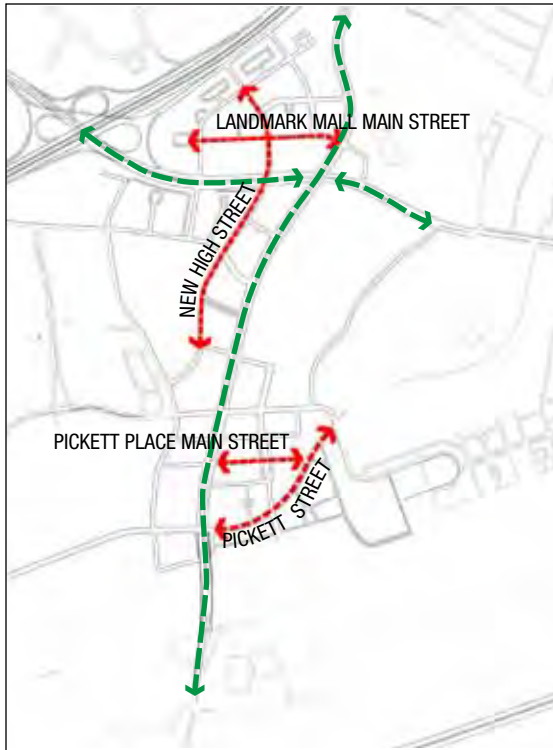 LANDMARK MALL MAIN STREET
NEW HIGH STREET
PICKETT PLACE MAIN STREET
PICKETT STREET